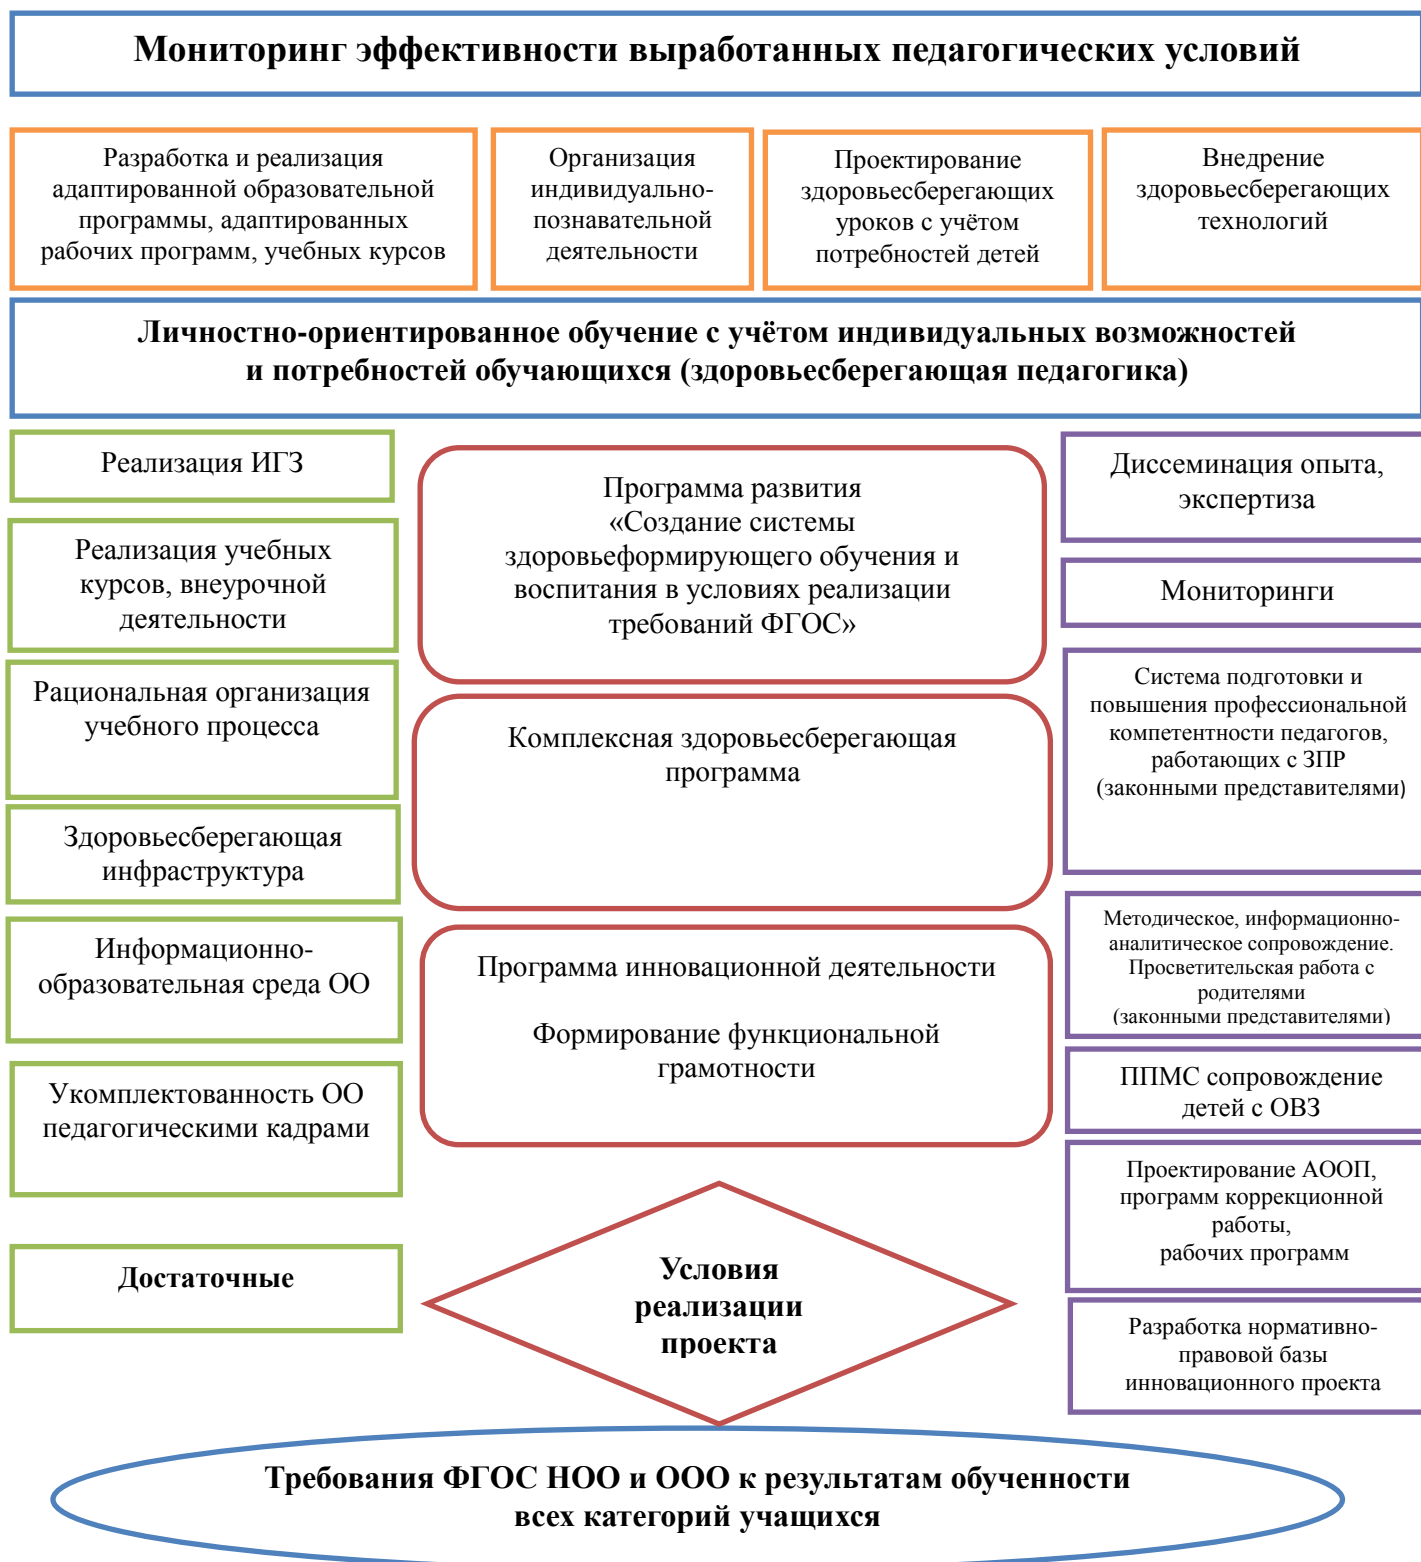 Мониторинг эффективности выработанных педагогических условий
Разработка и реализация
адаптированной образовательной
программы, адаптированных
рабочих программ, учебных курсов
Организация
индивидуально-
познавательной
деятельности
Проектирование
здоровьесберегающих
уроков с учётом
потребностей детей
Внедрение
здоровьесберегающих
технологий
Личностно-ориентированное обучение с учётом индивидуальных возможностей
и потребностей обучающихся (здоровьесберегающая педагогика)
Реализация ИГЗ
Реализация учебных
курсов, внеурочной
деятельности
Рациональная организация
учебного процесса
Здоровьесберегающая
инфраструктура
Информационно-
образовательная среда ОО
Укомплектованность ОО
педагогическими кадрами
Достаточные
Программа развития
«Создание системы
здоровьеформирующего обучения и
воспитания в условиях реализации
требований ФГОС»
Комплексная здоровьесберегающая
программа
Программа инновационной деятельности
Формирование функциональной
грамотности
Условия
реализации
проекта
Диссеминация опыта,
экспертиза
Мониторинги
Система подготовки и
повышения профессиональной
компетентности педагогов,
работающих с ЗПР
(законными представителями)
Методическое, информационно-
аналитическое сопровождение.
Просветительская работа с
родителями
(законными представителями)
ППМС сопровождение
детей с ОВЗ
Проектирование АООП,
программ коррекционной
работы,
рабочих программ
Разработка нормативно-
правовой базы
инновационного проекта
Требования ФГОС НОО и ООО к результатам обученности
всех категорий учащихся